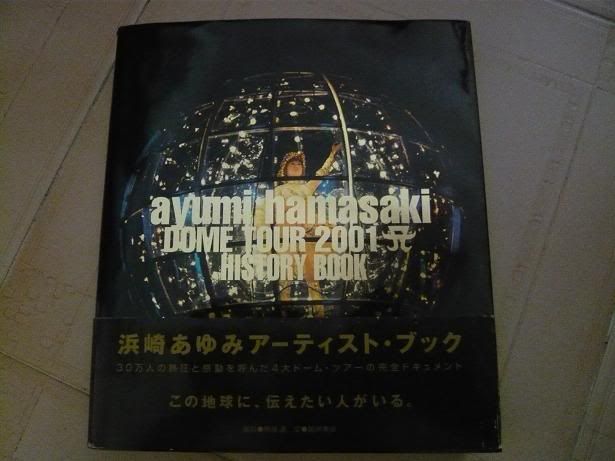 ayumi hamasaki
DOME TOUR 2001 A
HISTORY BOOK
浜崎あゆみアーティスト・ブック
30万人の熱狂と感動を呼んだ4大ドーム・ツアーの完全ドキュメント
この地球に、伝えたい人がいる。